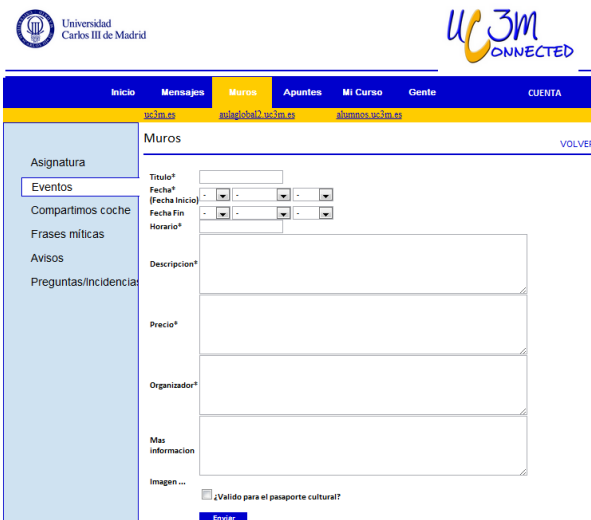 Universidad
Carlos III de Madrid
UC3M
CONNECTED
Inicio Mensajes Muros Apuntes Mi Curso Gente CUENTA
uc3m.es aulaglobal2.uc3m.es alumnos.uc3m.es
Muros
VOLVER
Asignatura
Eventos
Compartimos coche
Frases míticas
Avisos
Preguntas/Incidencias
Titulo*
Fecha*
(Fecha Inicio) - - -
Fecha Fin - - -
Horario*
Descripcion*
Precio*
Organizador*
Mas
informacion
Imagen ...
¿Valido para el pasaporte cultural?
Enviar